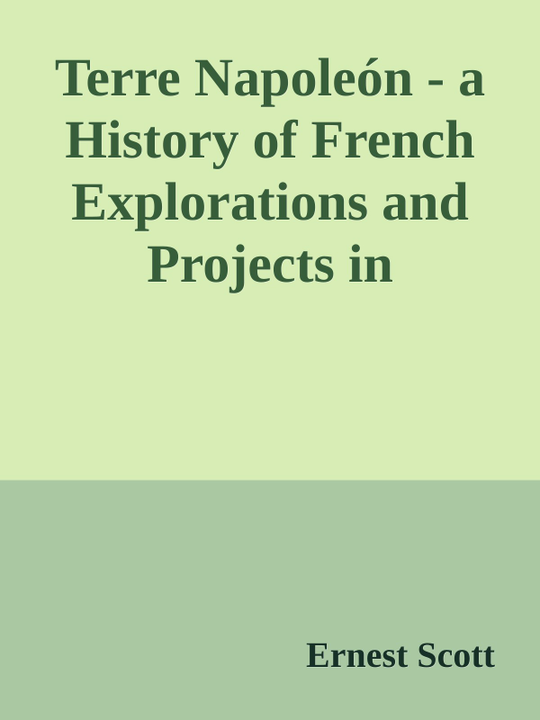 Terre Napoleón - a
History of French
Explorations and
Projects in
Ernest Scott